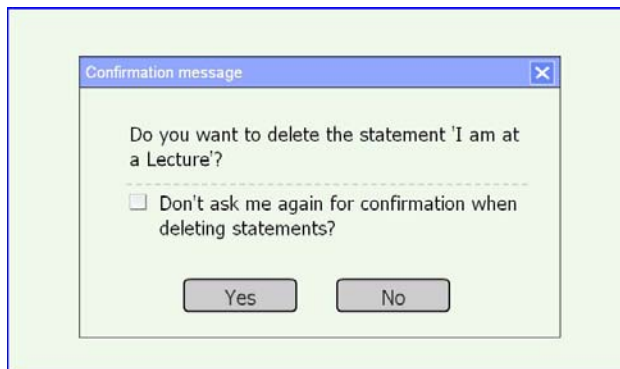 Confirmation message
Do you want to delete the statement 'I am at
a Lecture'?
Don't ask me again for confirmation when
deleting statements?
Yes No